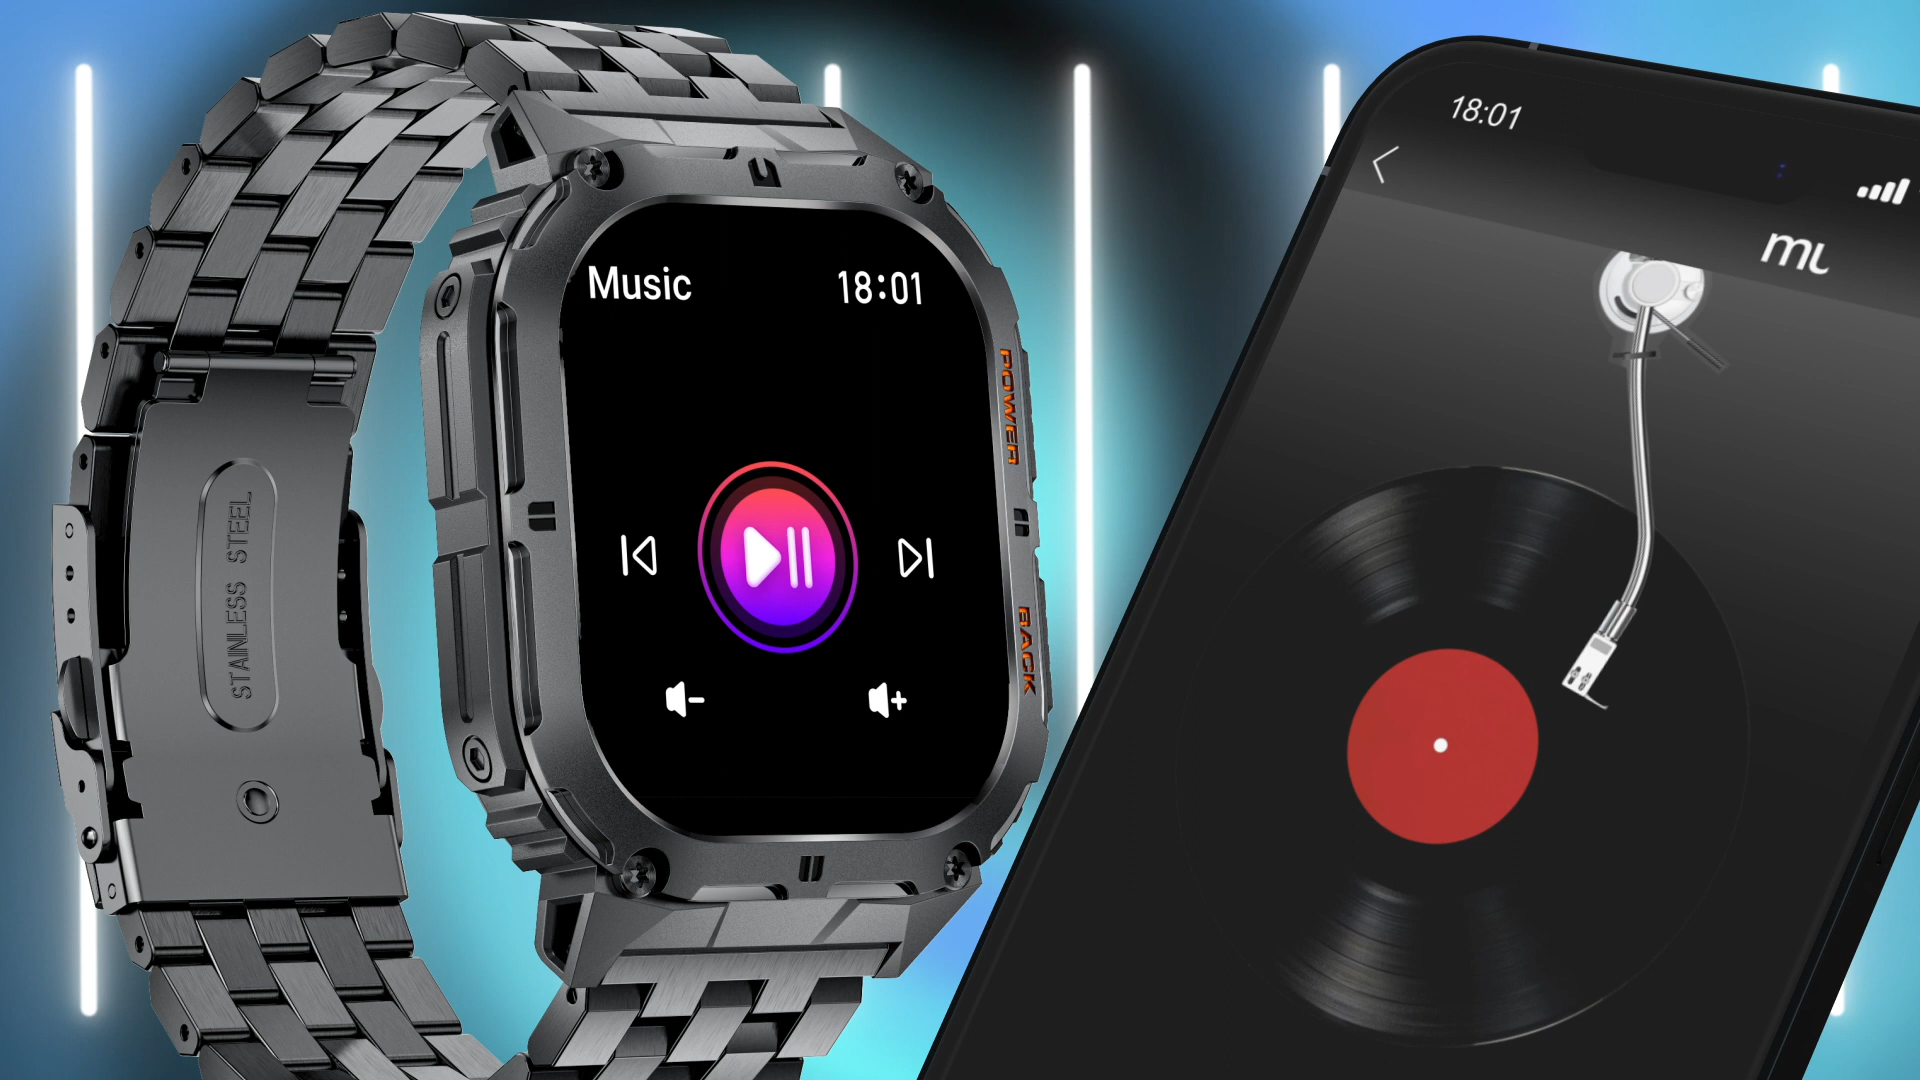 Music
18:01
POWER
BACK
STAINLESS STEEL
18:01
mu